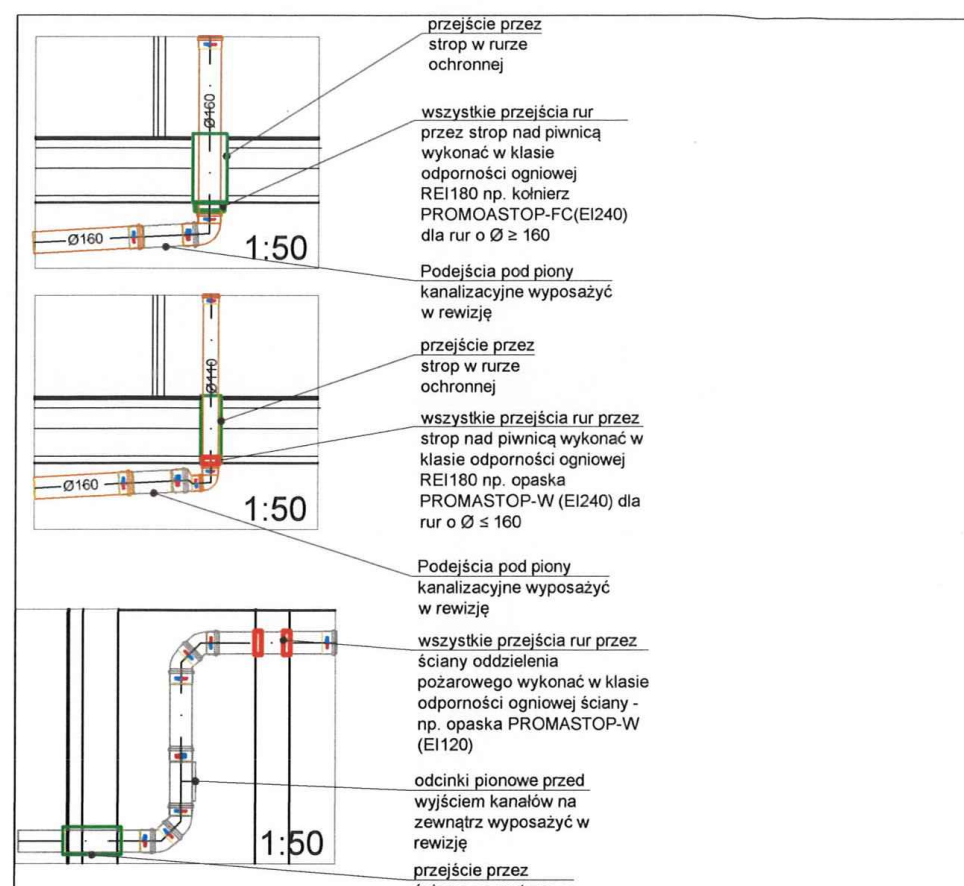 przejście przez
strop w rurze
ochronnej
Ø160
wszystkie przejścia rur
przez strop nad piwnicą
wykonać w klasie
odporności ogniowej
REI180 np. kołnierz
PROMOASTOP-FC(EI240)
dla rur o Ø ≥ 160
Ø160
1:50
Podejścia pod piony
kanalizacyjne wyposażyć
w rewizję
przejście przez
strop w rurze
ochronnej
Ø110
wszystkie przejścia rur przez
strop nad piwnicą wykonać w
klasie odporności ogniowej
REI180 np. opaska
PROMASTOP-W (EI240) dla
rur o Ø ≤ 160
Ø160
1:50
Podejścia pod piony
kanalizacyjne wyposażyć
w rewizję
wszystkie przejścia rur przez
ściany oddzielenia
pożarowego wykonać w klasie
odporności ogniowej ściany -
np. opaska PROMASTOP-W
(EI120)
odcinki pionowe przed
wyjściem kanałów na
zewnątrz wyposażyć w
rewizję
1:50
przejście przez